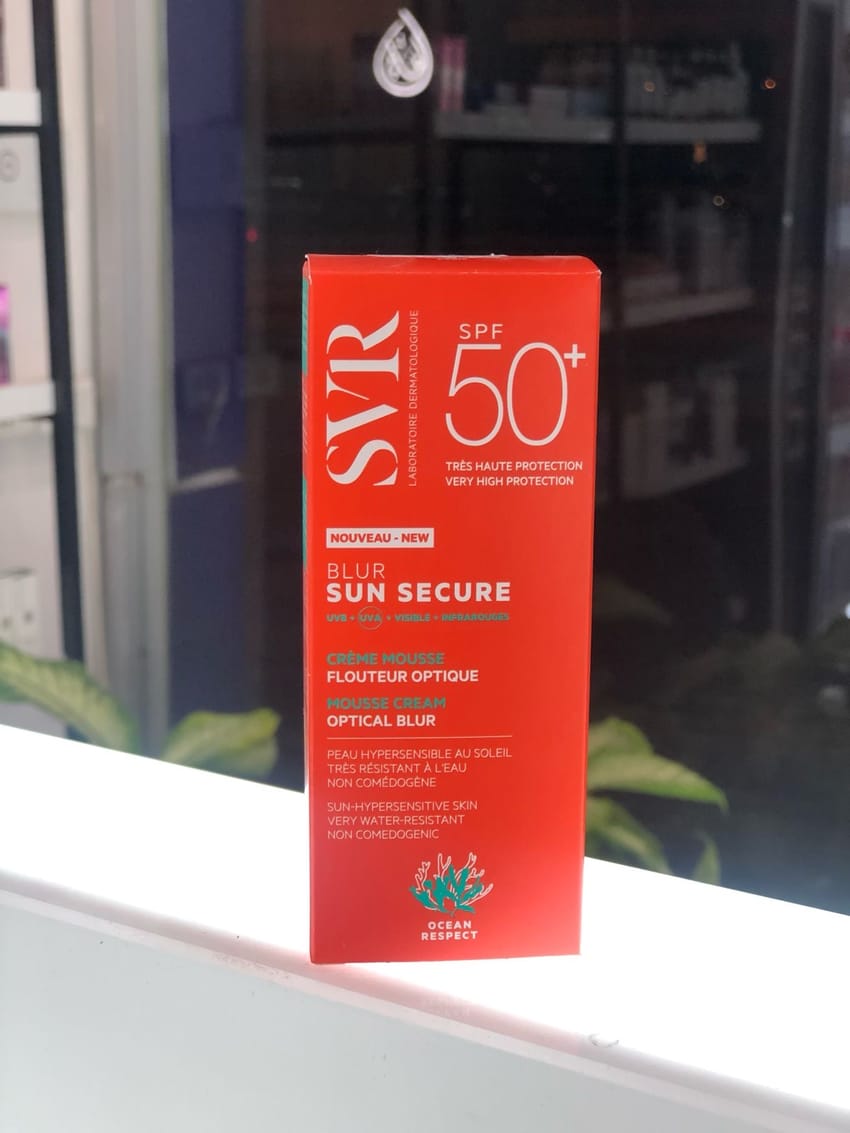 SVR
LABORATOIRE DERMATOLOGIQUE
SPF
50+
TRÈS HAUTE PROTECTION
VERY HIGH PROTECTION
NOUVEAU - NEW
BLUR
SUN SECURE
UVB + UVA + VISIBLE + INFRAROUGES
CRÈME MOUSSE
FLOUTEUR OPTIQUE
MOUSSE CREAM
OPTICAL BLUR
PEAU HYPERSENSIBLE AU SOLEIL
TRÈS RÉSISTANT À L'EAU
NON COMÉDOGÈNE
SUN-HYPERSENSITIVE SKIN
VERY WATER-RESISTANT
NON COMEDOGENIC
OCEAN
RESPECT